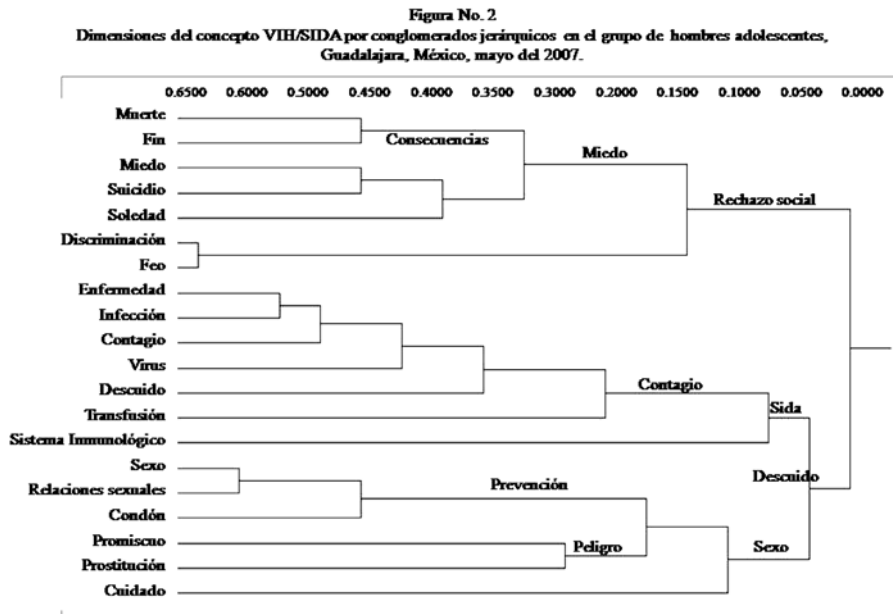 Figura No. 2
Dimensiones del concepto VIH/SIDA por conglomerados jerárquicos en el grupo de hombres adolescentes,
Guadalajara, México, mayo del 2007.
0.6500 0.6000 0.5000 0.4500 0.4000 0.3500 0.3000 0.2000 0.1500 0.1000 0.0500 0.0000
Muerte
Fin
Consecuencias
Miedo
Miedo
Suicidio
Rechazo social
Soledad
Discriminación
Feo
Enfermedad
Infección
Contagio
Virus
Descuido
Contagio
Transfusión
Sida
Sistema Inmunológico
Sexo
Descuido
Relaciones sexuales
Prevención
Condón
Promiscuo
Peligro
Sexo
Prostitución
Cuidado